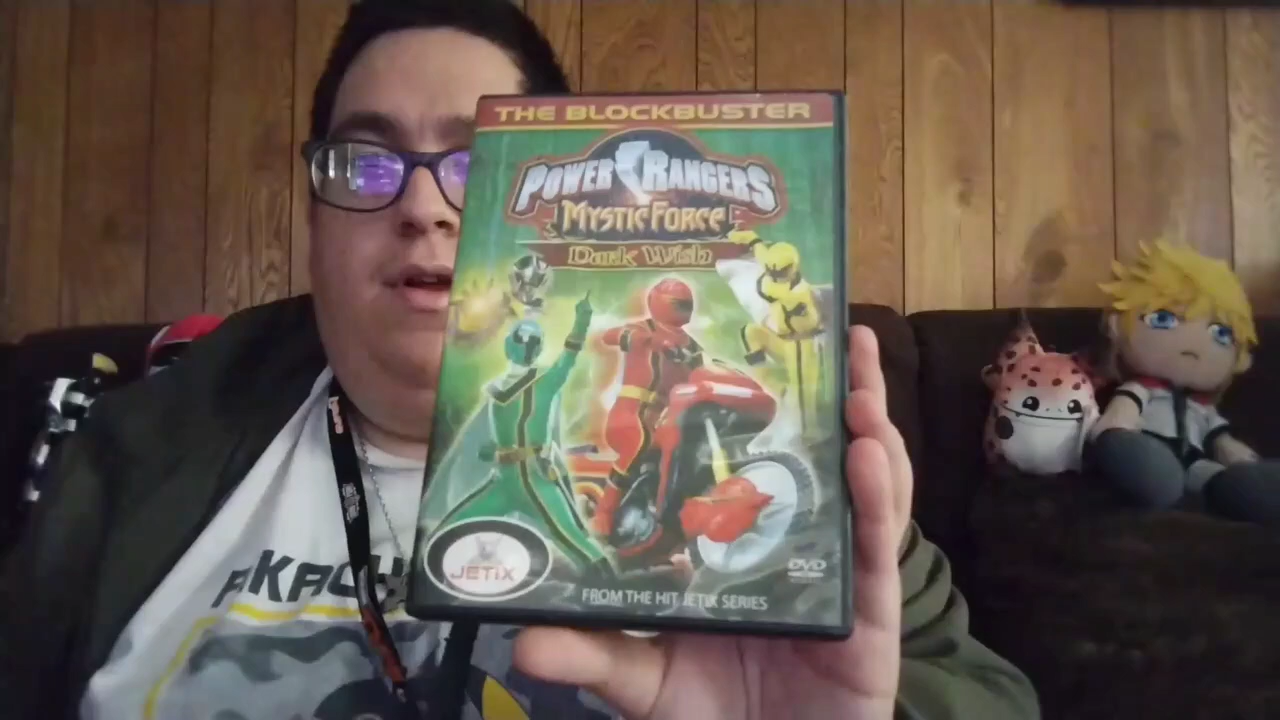 THE BLOCKBUSTER
POWER RANGERS
MYSTIC FORCE
Dark Wish
JETIX
DVD
FROM THE HIT JETIX SERIES